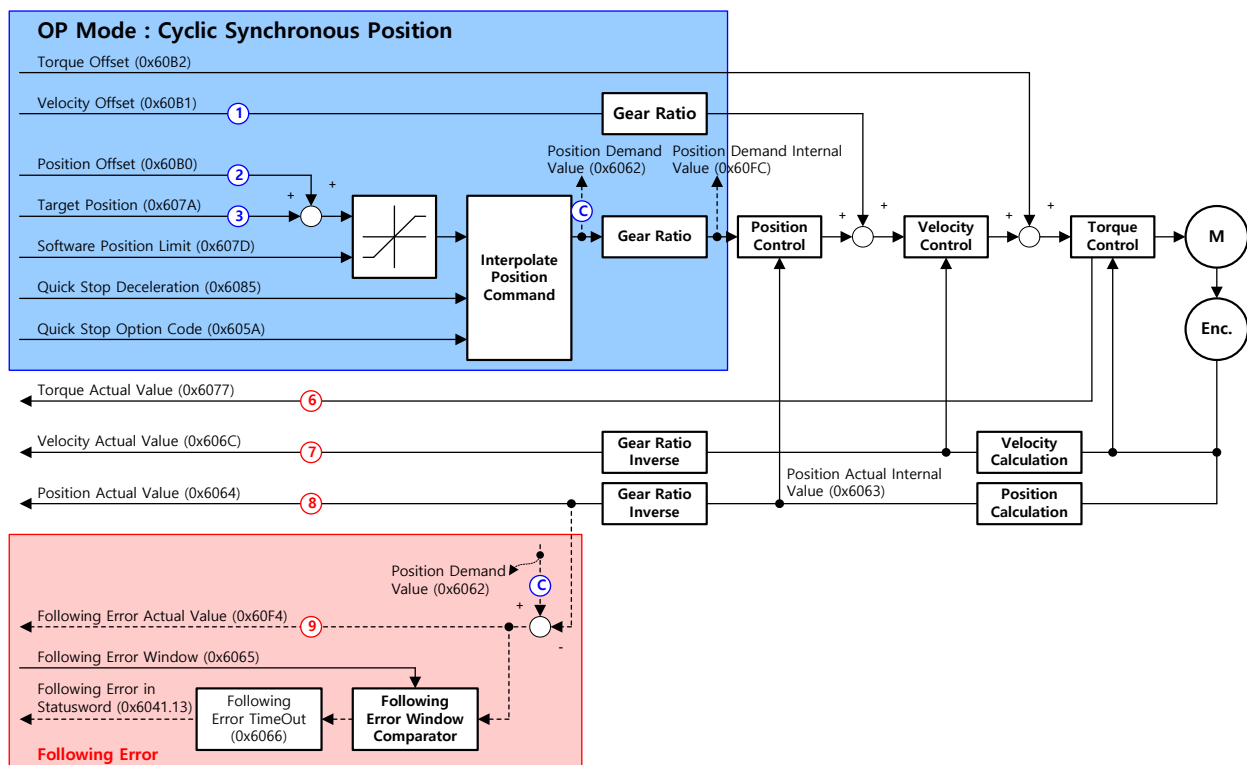 OP Mode : Cyclic Synchronous Position
Torque Offset (0x60B2)
Velocity Offset (0x60B1)
1
Gear Ratio
Position Offset (0x60B0)
2
+
+
Target Position (0x607A)
3
Software Position Limit (0x607D)
Quick Stop Deceleration (0x6085)
Quick Stop Option Code (0x605A)
Interpolate
Position
Command
Position Demand
Value (0x6062)
C
Position Demand Internal
Value (0x60FC)
Gear Ratio
Position
Control
+
+
Velocity
Control
+
+
Torque
Control
M
Enc.
Torque Actual Value (0x6077)
6
Velocity Actual Value (0x606C)
7
Gear Ratio
Inverse
Velocity
Calculation
Position Actual Value (0x6064)
8
Gear Ratio
Inverse
Position Actual Internal
Value (0x6063)
Position
Calculation
Position Demand
Value (0x6062)
C
+
-
Following Error Actual Value (0x60F4)
9
Following Error Window (0x6065)
Following Error in
Statusword (0x6041.13)
Following
Error TimeOut
(0x6066)
Following
Error Window
Comparator
Following Error